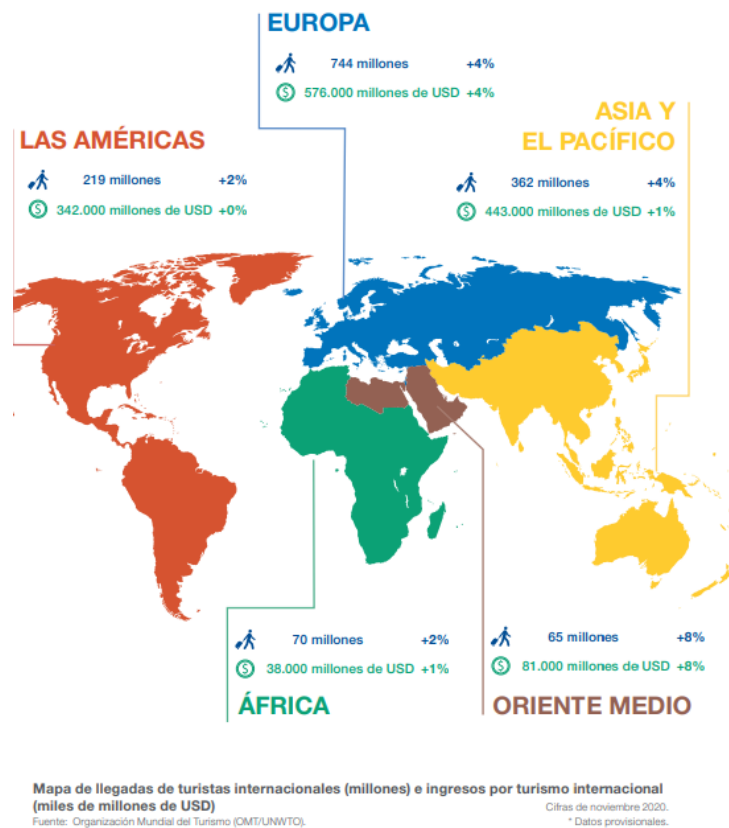 EUROPA
744 millones +4%
576.000 millones de USD +4%
ASIA Y
EL PACÍFICO
362 millones +4%
443.000 millones de USD +1%
LAS AMÉRICAS
219 millones +2%
342.000 millones de USD +0%
70 millones +2%
38.000 millones de USD +1%
ÁFRICA
65 millones +8%
81.000 millones de USD +8%
ORIENTE MEDIO
Mapa de llegadas de turistas internacionales (millones) e ingresos por turismo internacional
(miles de millones de USD)
Cifras de noviembre 2020.
Fuente: Organización Mundial del Turismo (OMT/UNWTO).
* Datos provisionales.